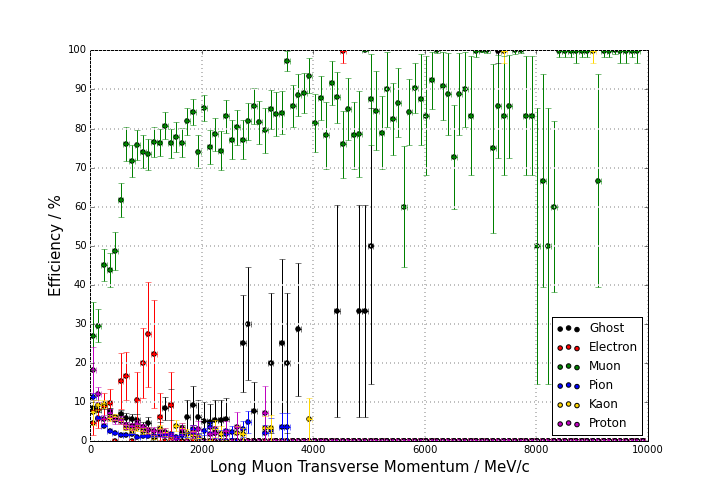 100
90
80
70
60
50
40
30
20
10
0
Efficiency / %
0 2000 4000 6000 8000 10000
Long Muon Transverse Momentum / MeV/c
Ghost
Electron
Muon
Pion
Kaon
Proton